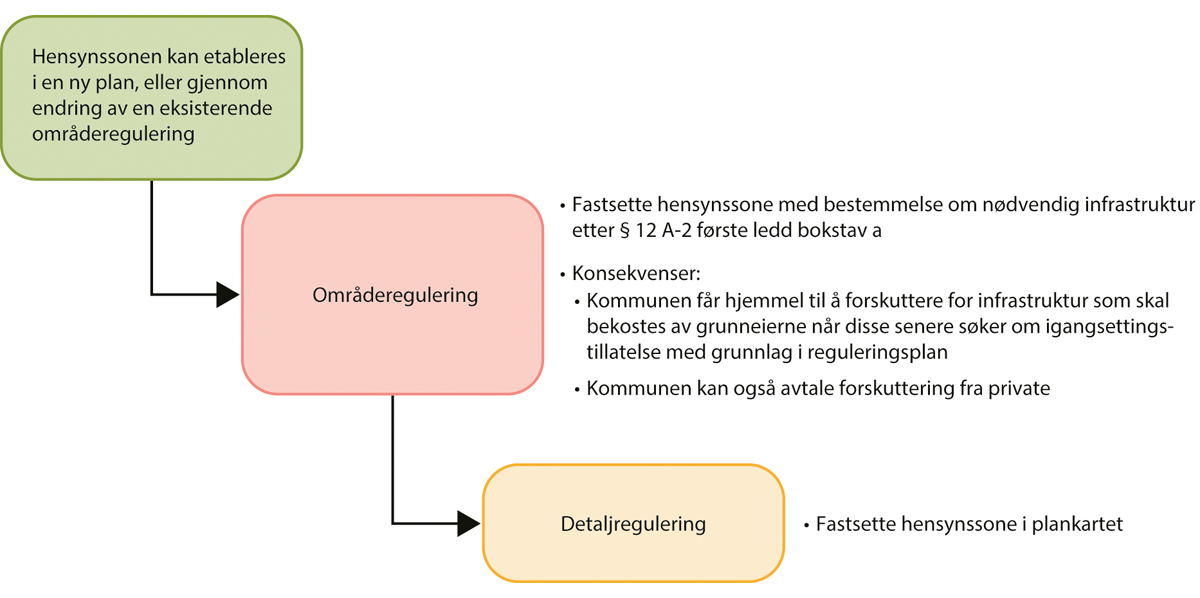 Hensynssonen kan etableres
i en ny plan, eller gjennom
endring av en eksisterende
områderegulering
Områderegulering
• Fastsette hensynssone med bestemmelse om nødvendig infrastruktur
etter § 12 A-2 første ledd bokstav a
• Konsekvenser:
• Kommunen får hjemmel til å forskuttere for infrastruktur som skal
bekostes av grunneierne når disse senere søker om igangsettings-
tillatelse med grunnlag i reguleringsplan
• Kommunen kan også avtale forskuttering fra private
Detaljregulering
• Fastsette hensynssone i plankartet